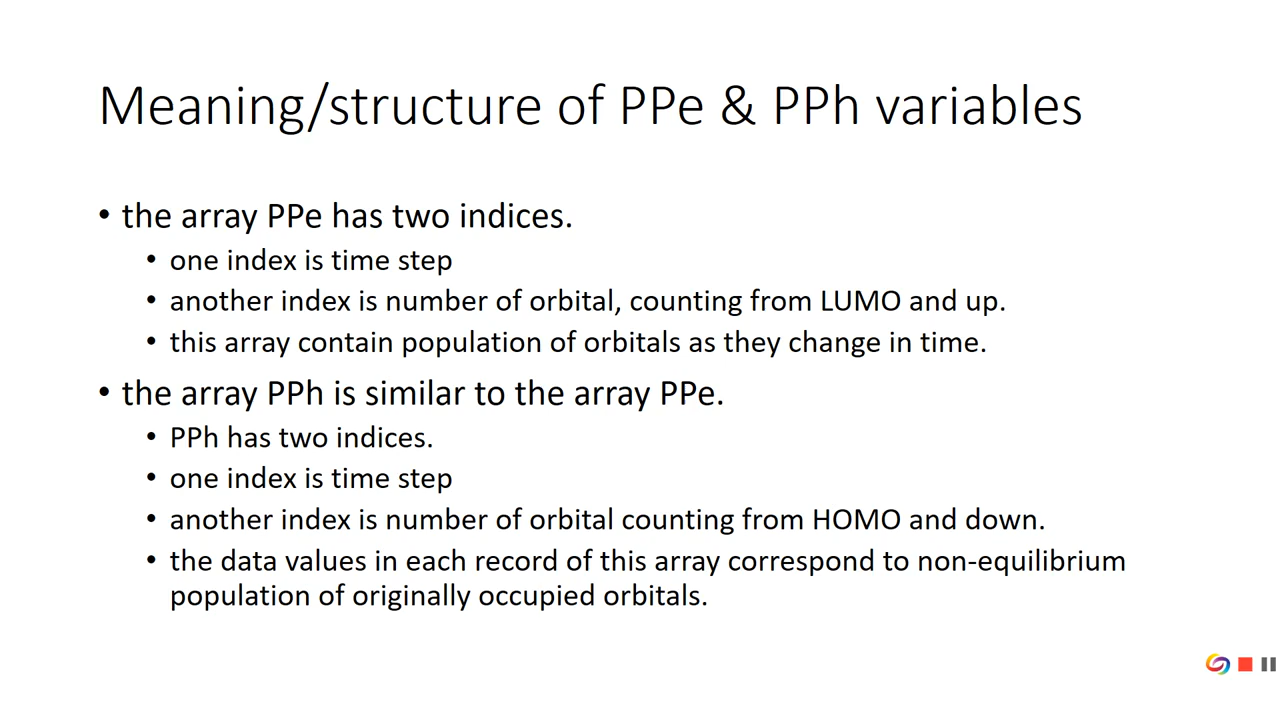 Meaning/structure of PPe & PPh variables
• the array PPe has two indices.
• one index is time step
• another index is number of orbital, counting from LUMO and up.
• this array contain population of orbitals as they change in time.
• the array PPh is similar to the array PPe.
• PPh has two indices.
• one index is time step
• another index is number of orbital counting from HOMO and down.
• the data values in each record of this array correspond to non-equilibrium
population of originally occupied orbitals.